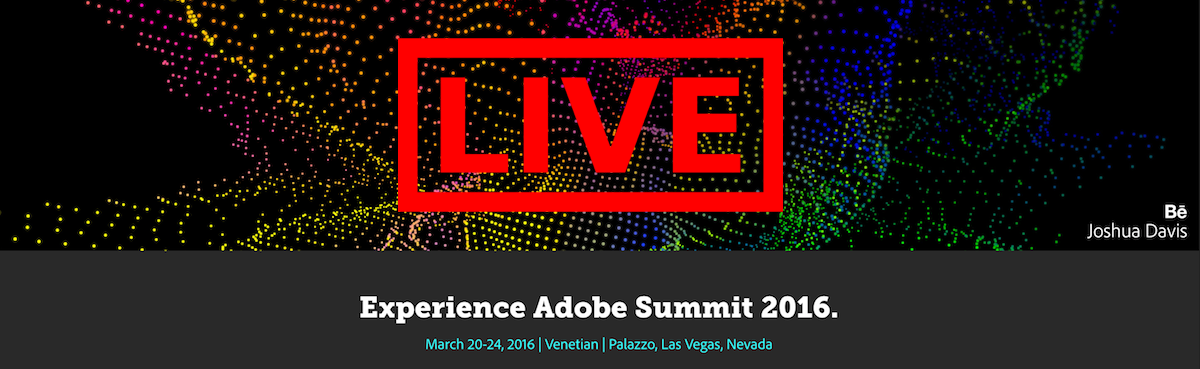 LIVE
Bē
Joshua Davis
Experience Adobe Summit 2016.
March 20-24, 2016 | Venetian | Palazzo, Las Vegas, Nevada